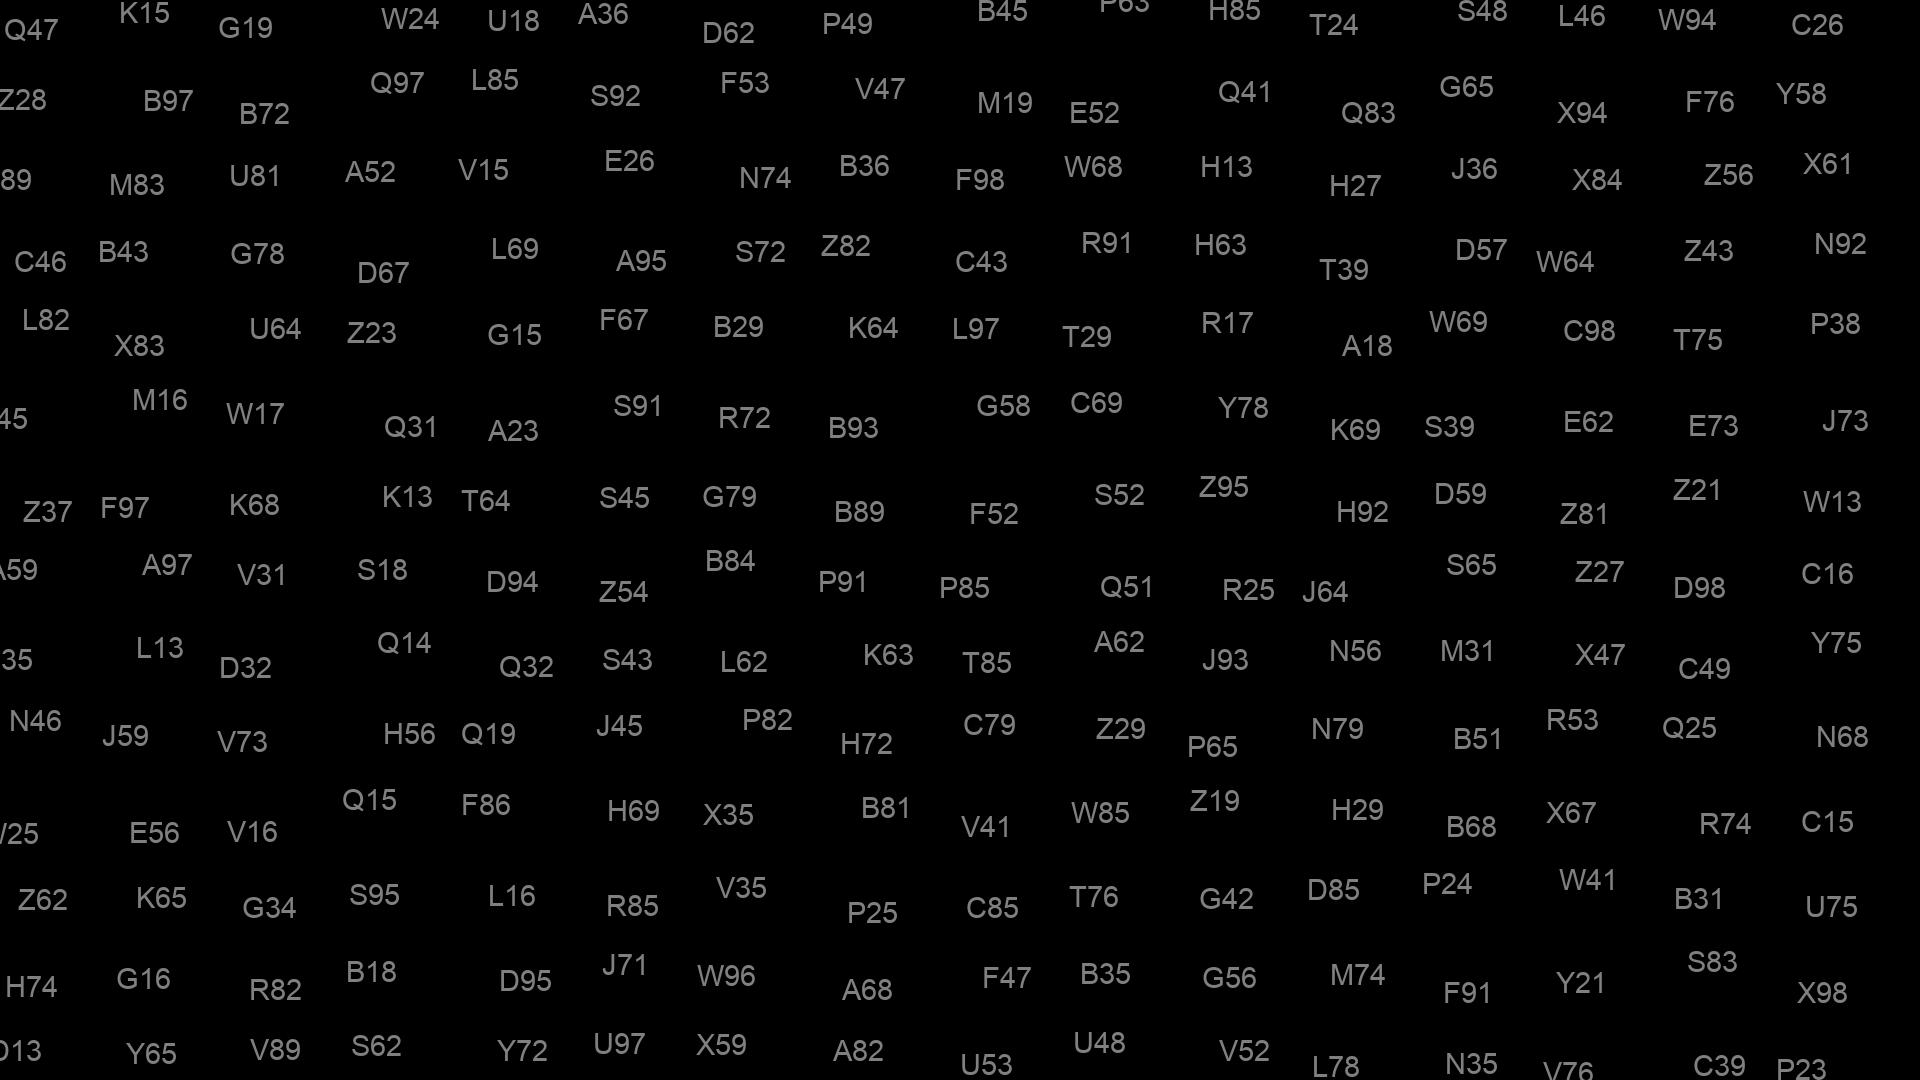 Q47 K15 G19 W24 U18 A36 D62 P49 B45 P63 H85 T24 S48 L46 W94 C26
Z28 B97 B72 Q97 L85 S92 F53 V47 M19 E52 Q41 Q83 G65 X94 F76 Y58
89 M83 U81 A52 V15 E26 N74 B36 F98 W68 H13 H27 J36 X84 Z56 X61
C46 B43 G78 D67 L69 A95 S72 Z82 C43 R91 H63 T39 D57 W64 Z43 N92
L82 X83 U64 Z23 G15 F67 B29 K64 L97 T29 R17 A18 W69 C98 T75 P38
45 M16 W17 Q31 A23 S91 R72 B93 G58 C69 Y78 K69 S39 E62 E73 J73
Z37 F97 K68 K13 T64 S45 G79 B89 F52 S52 Z95 H92 D59 Z81 Z21 W13
A59 A97 V31 S18 D94 Z54 B84 P91 P85 Q51 R25 J64 S65 Z27 D98 C16
35 L13 D32 Q14 Q32 S43 L62 K63 T85 A62 J93 N56 M31 X47 C49 Y75
N46 J59 V73 H56 Q19 J45 P82 H72 C79 Z29 P65 N79 B51 R53 Q25 N68
25 E56 V16 Q15 F86 H69 X35 B81 V41 W85 Z19 H29 B68 X67 R74 C15
Z62 K65 G34 S95 L16 R85 V35 P25 C85 T76 G42 D85 P24 W41 B31 U75
H74 G16 R82 B18 D95 J71 W96 A68 F47 B35 G56 M74 F91 Y21 S83 X98
13 Y65 V89 S62 Y72 U97 X59 A82 U53 U48 V52 L78 N35 V76 C39 P23